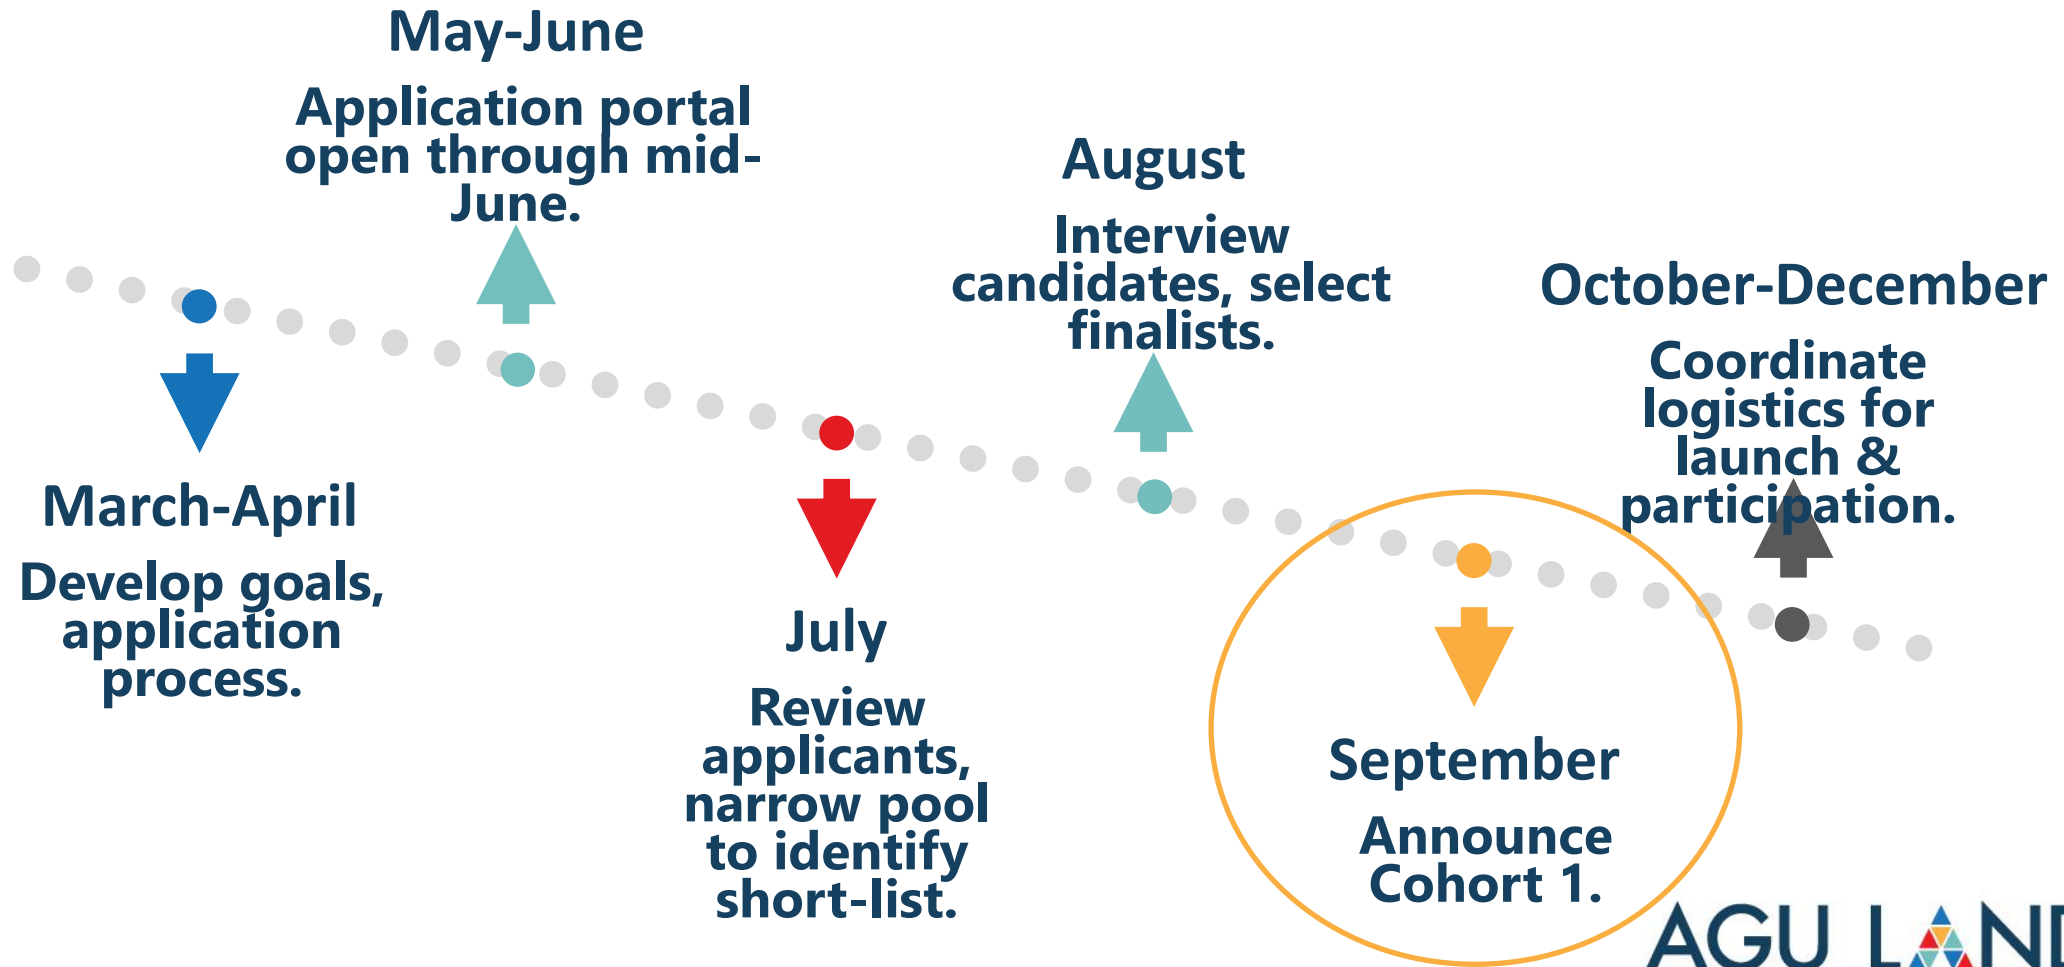 May-June
Application portal
open through mid-
June.
August
Interview
candidates, select
finalists.
October-December
Coordinate
logistics for
launch &
participation.
March-April
Develop goals,
application
process.
July
Review
applicants,
narrow pool
to identify
short-list.
September
Announce
Cohort 1.
AGU LAND